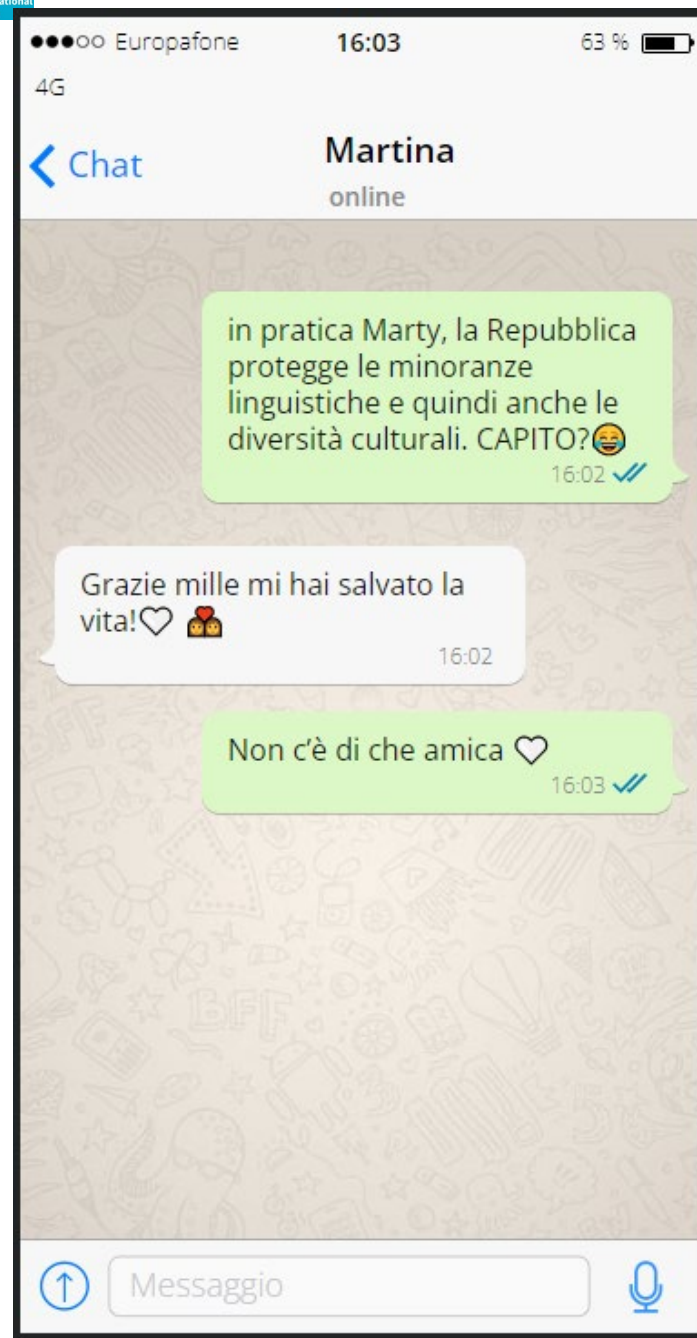 ational
●●●○○ Europafone 16:03 63 %
4G
Chat Martina
online
in pratica Marty, la Repubblica
protegge le minoranze
linguistiche e quindi anche le
diversità culturali. CAPITO?😂
16:02
Grazie mille mi hai salvato la
vita!♡ 👩‍❤️‍👩
16:02
Non c'è di che amica ♡
16:03
Messaggio